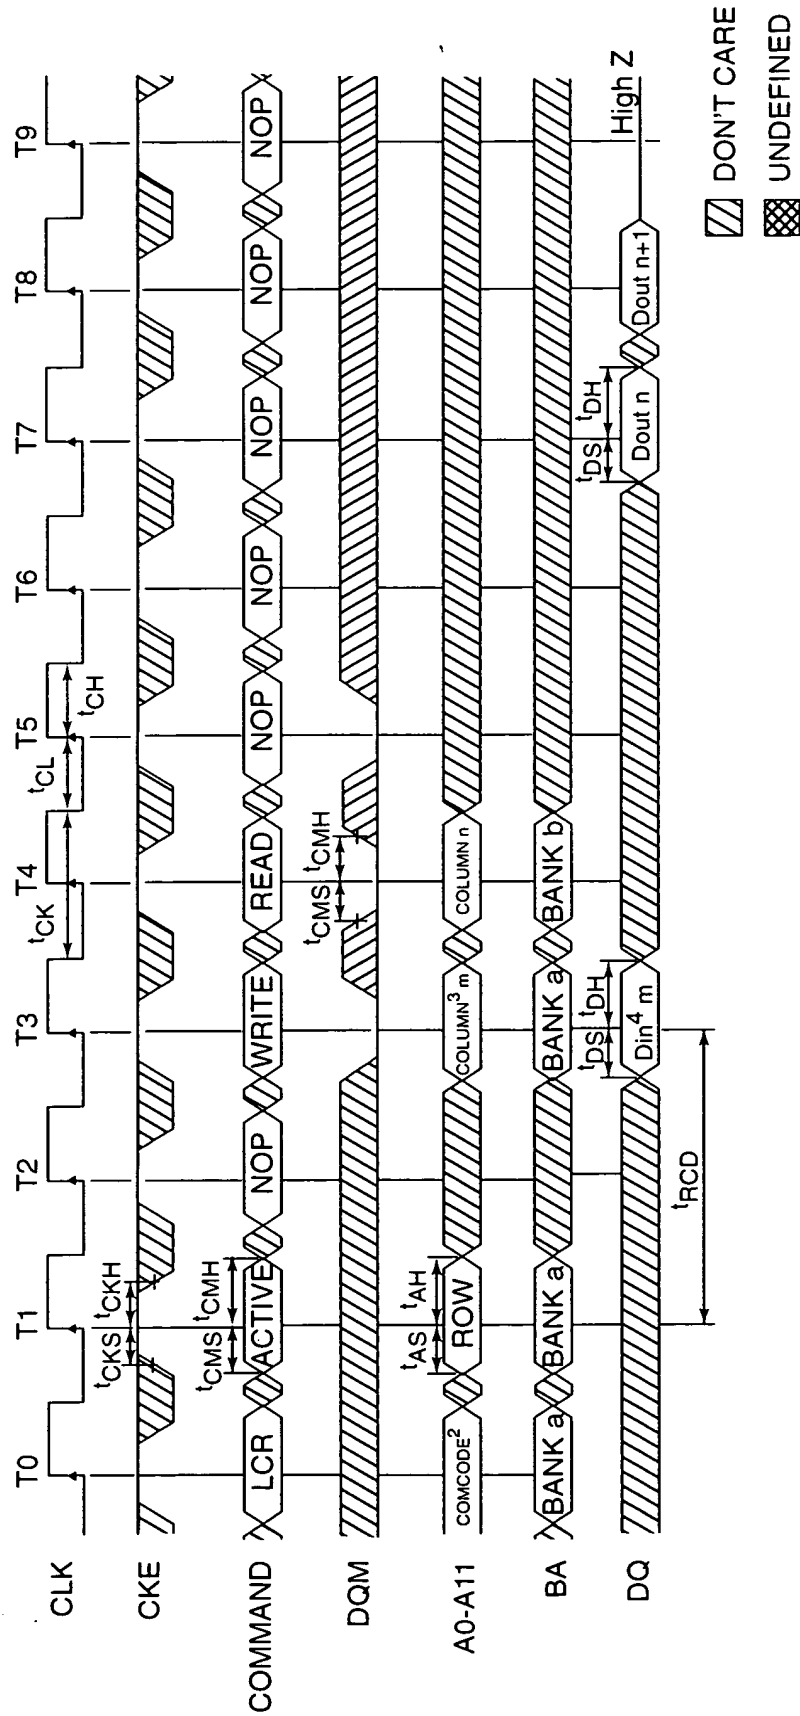 T0 T1 T2 T3 T4 T5 T6 T7 T8 T9
CLK
tCK tCL tCH
CKE
tCKS tCKH
COMMAND LCR ACTIVE NOP WRITE READ NOP NOP NOP NOP NOP
tCMS tCMH
DQM
tCMS tCMH
A0-A11 COMCODE² ROW COLUMN³ m COLUMN n
tAS tAH
BA BANK a BANK a BANK a BANK b
DQ Din⁴ m Dout n Dout n+1 High Z
tDS tDH tDS tDH
tRCD
DON'T CARE
UNDEFINED